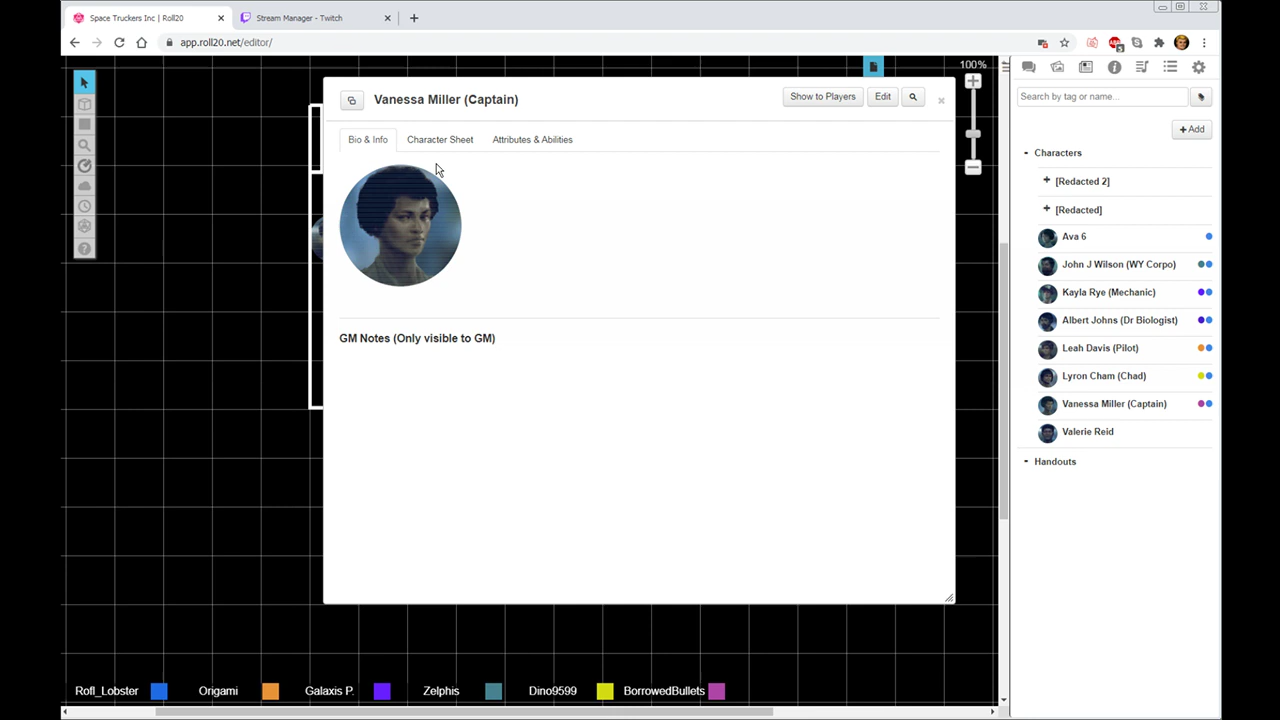 Space Truckers Inc | Roll20
Stream Manager - Twitch
app.roll20.net/editor/
100%
Vanessa Miller (Captain)
Show to Players
Edit
Bio & Info
Character Sheet
Attributes & Abilities
GM Notes (Only visible to GM)
Search by tag or name...
+ Add
Characters
[Redacted 2]
[Redacted]
Ava 6
John J Wilson (WY Corpo)
Kayla Rye (Mechanic)
Albert Johns (Dr Biologist)
Leah Davis (Pilot)
Lyron Cham (Chad)
Vanessa Miller (Captain)
Valerie Reid
Handouts
Rofl_Lobster
Origami
Galaxis P.
Zelphis
Dino9599
BorrowedBullets